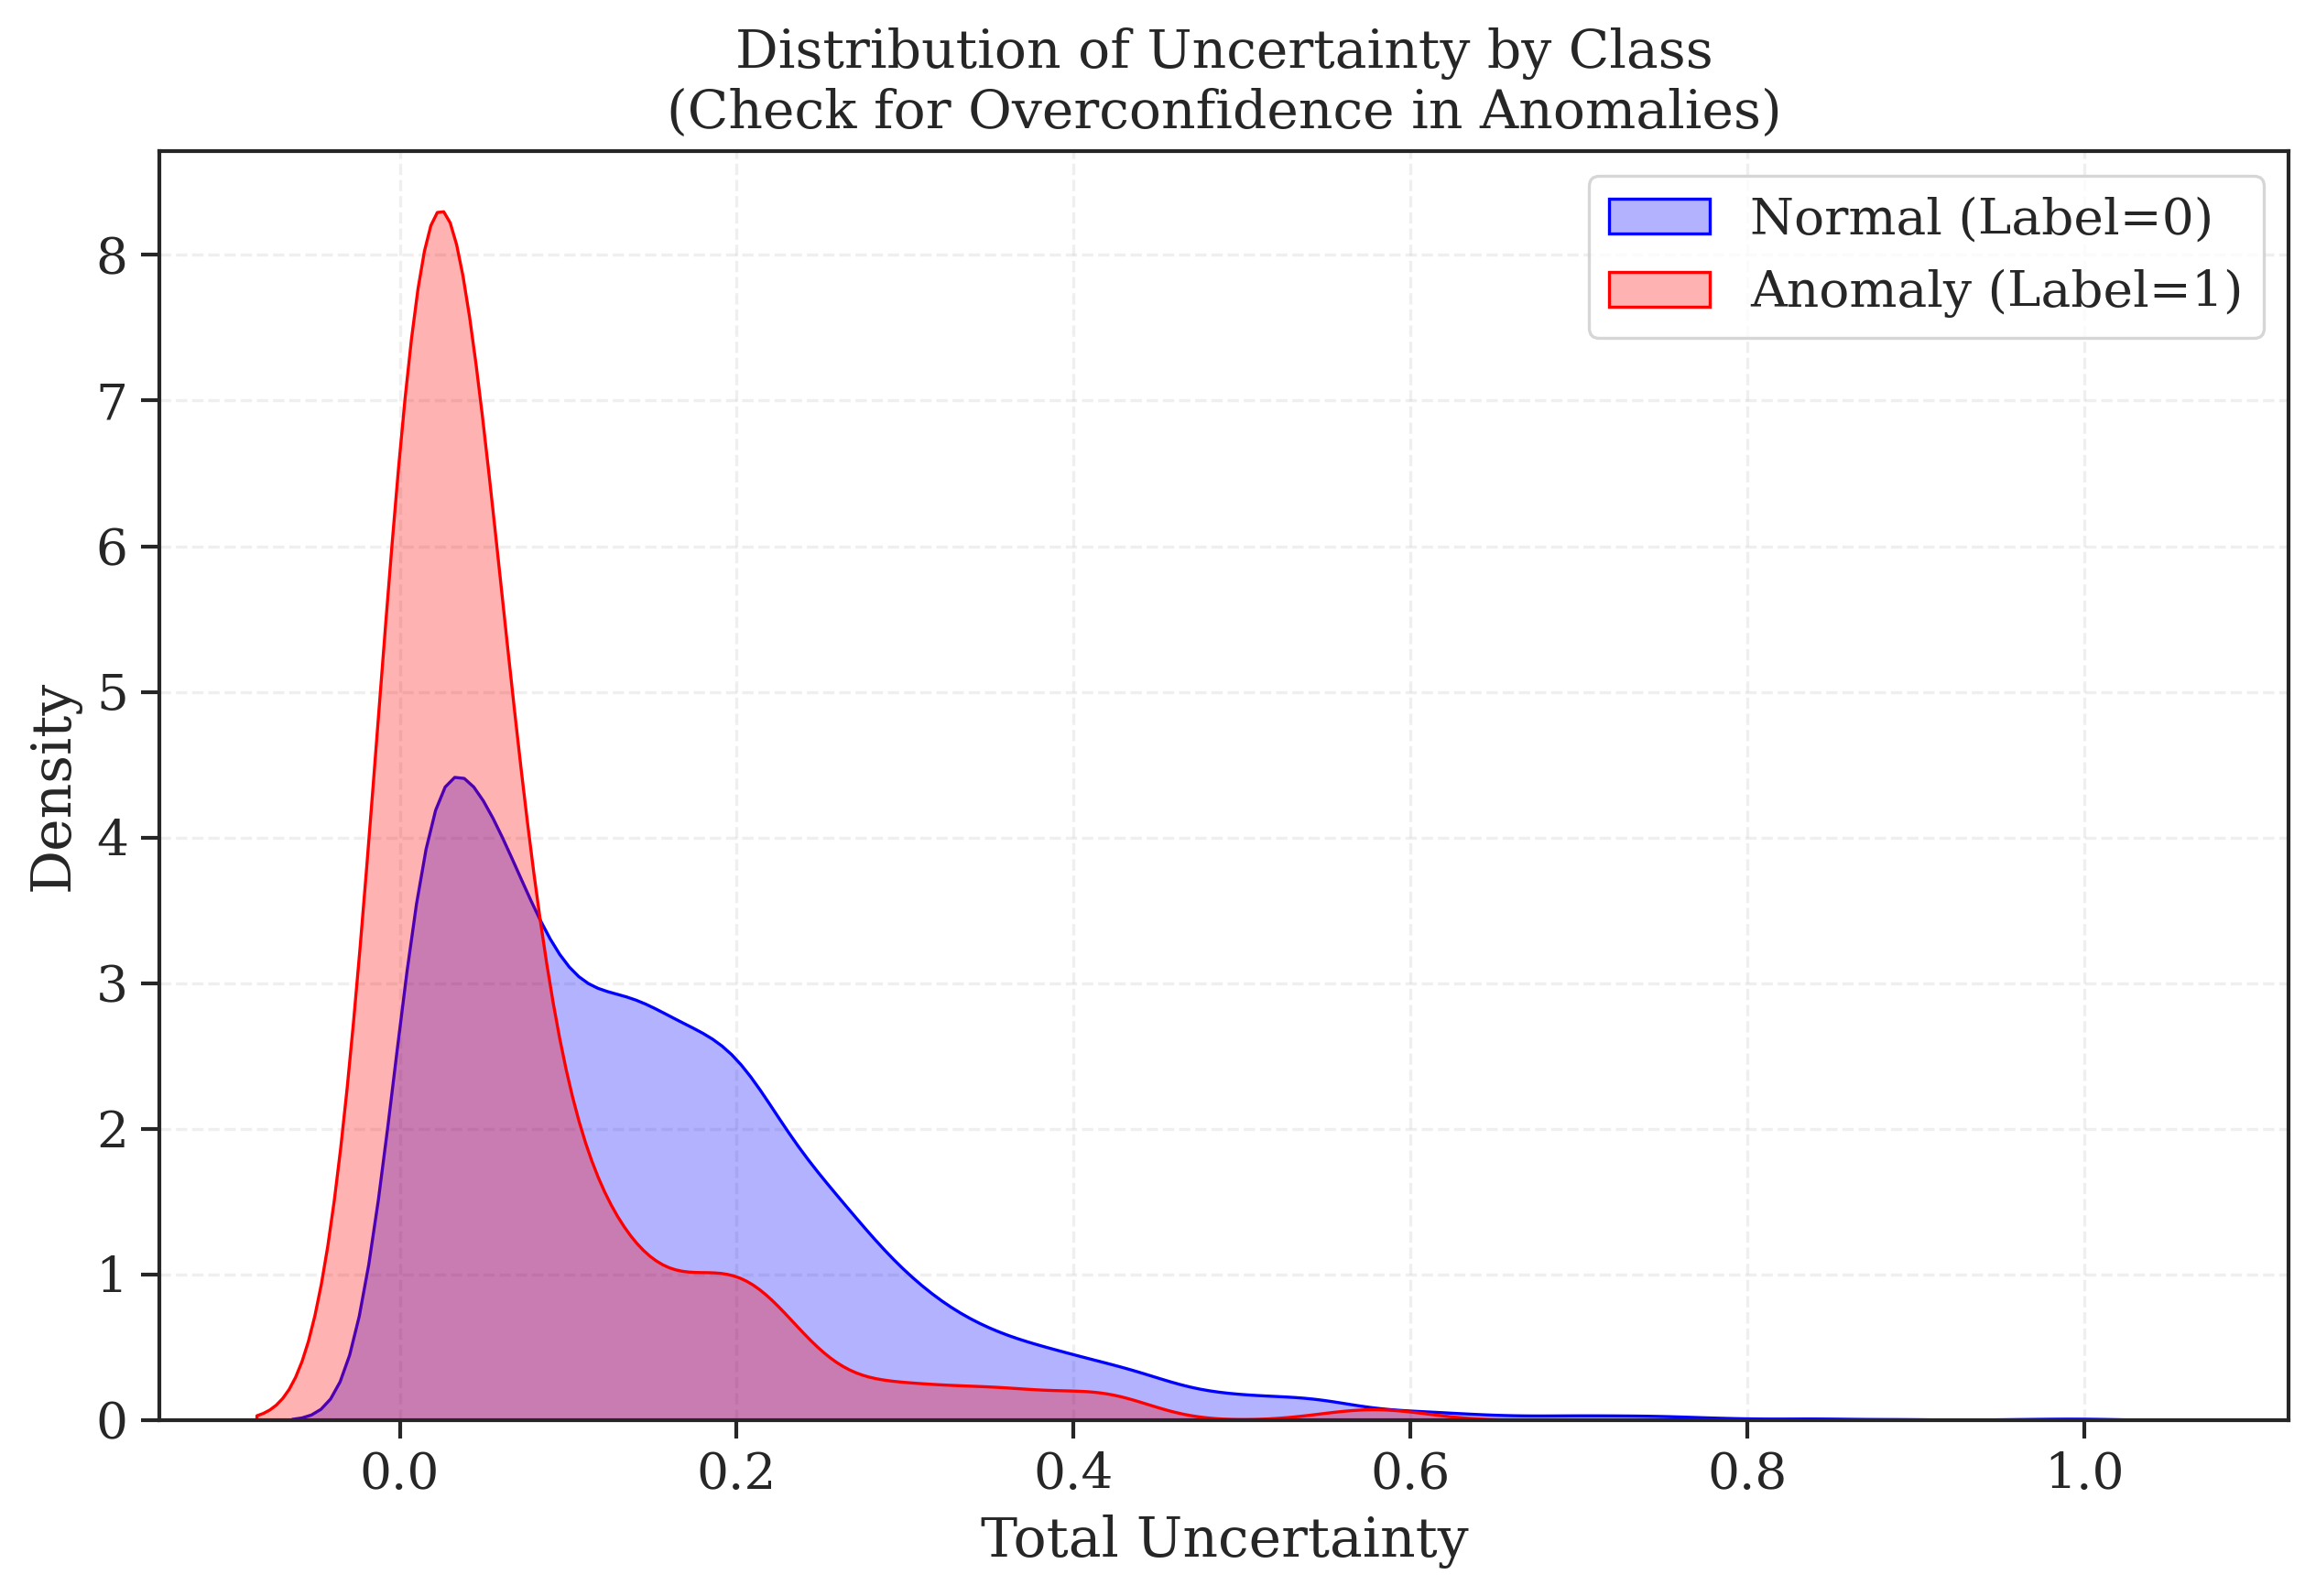 Distribution of Uncertainty by Class
(Check for Overconfidence in Anomalies)
Normal (Label=0)
Anomaly (Label=1)
Density
8
7
6
5
4
3
2
1
0
0.0 0.2 0.4 0.6 0.8 1.0
Total Uncertainty